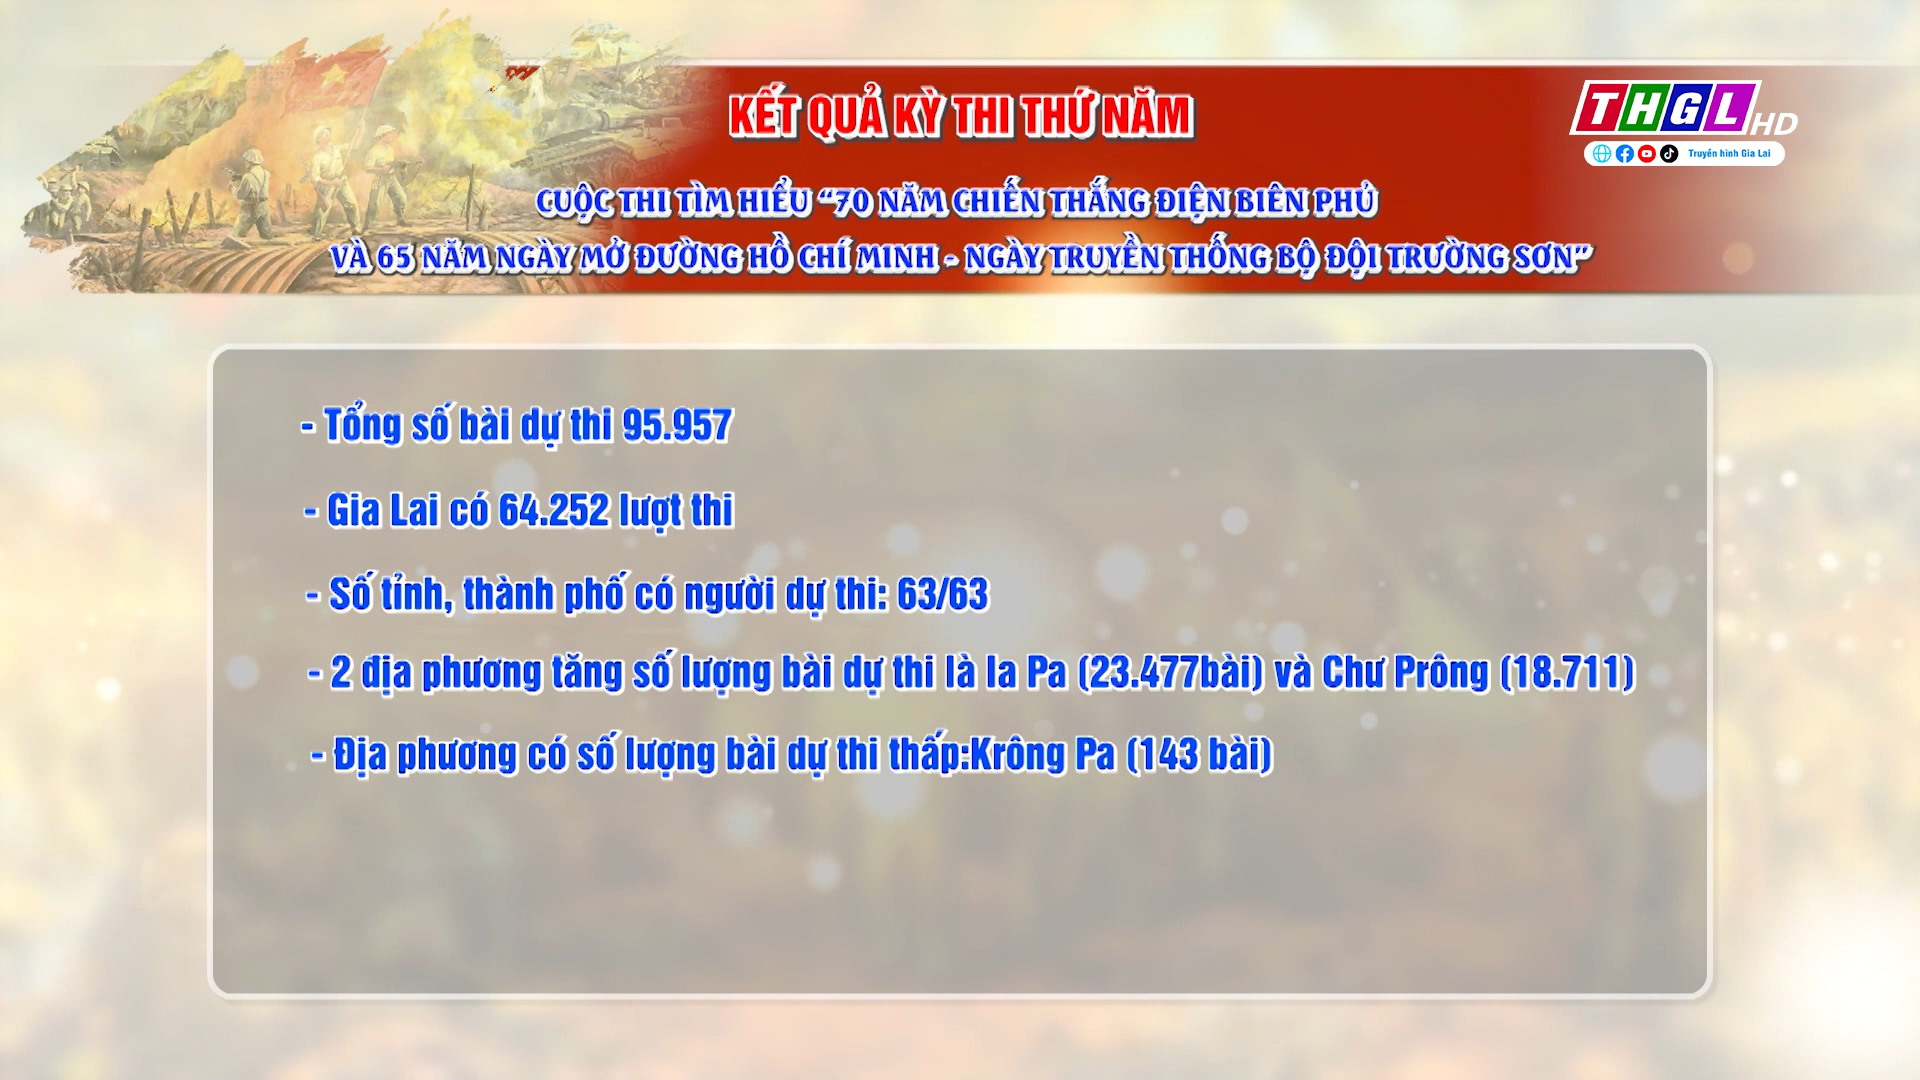 KẾT QUẢ KỲ THI THỨ NĂM
THGL HD
Truyền hình Gia Lai
CUỘC THI TÌM HIỂU “70 NĂM CHIẾN THẮNG ĐIỆN BIÊN PHỦ
VÀ 65 NĂM NGÀY MỞ ĐƯỜNG HỒ CHÍ MINH - NGÀY TRUYỀN THỐNG BỘ ĐỘI TRƯỜNG SƠN”
- Tổng số bài dự thi 95.957
- Gia Lai có 64.252 lượt thi
- Số tỉnh, thành phố có người dự thi: 63/63
- 2 địa phương tăng số lượng bài dự thi là Ia Pa (23.477bài) và Chư Prông (18.711)
- Địa phương có số lượng bài dự thi thấp:Krông Pa (143 bài)